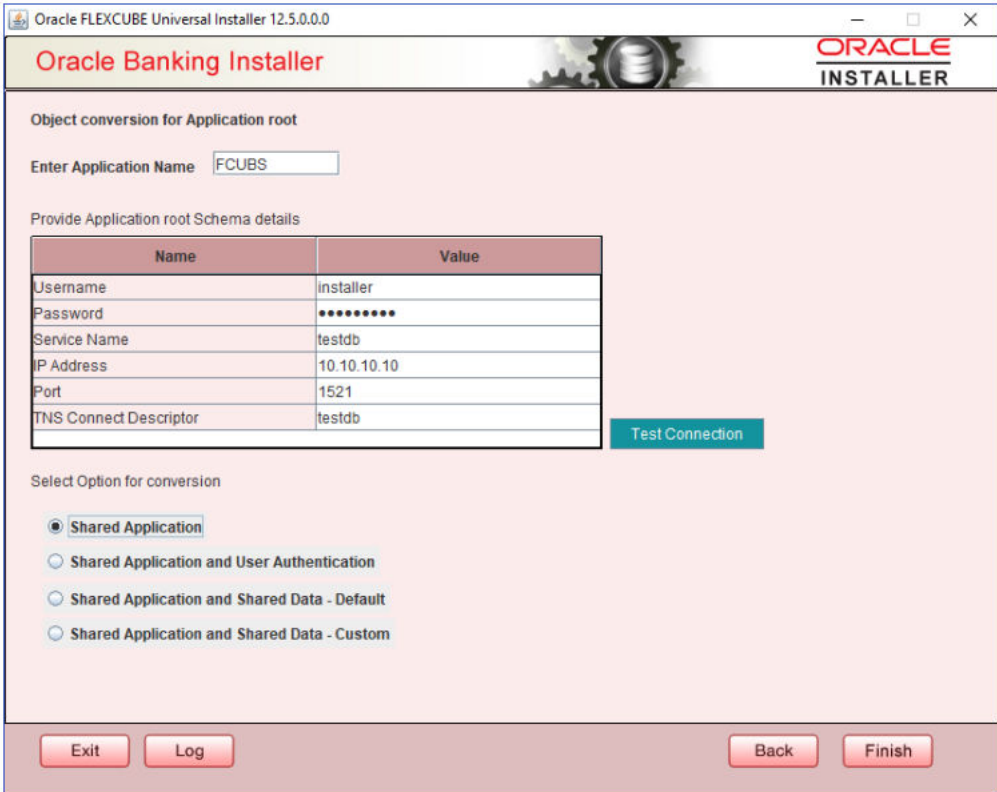 Oracle FLEXCUBE Universal Installer 12.5.0.0.0
Oracle Banking Installer
ORACLE
INSTALLER
Object conversion for Application root
Enter Application Name FCUBS
Provide Application root Schema details
Name Value
Username installer
Password •••••••••
Service Name testdb
IP Address 10.10.10.10
Port 1521
TNS Connect Descriptor testdb
Test Connection
Select Option for conversion
Shared Application
Shared Application and User Authentication
Shared Application and Shared Data - Default
Shared Application and Shared Data - Custom
Exit Log Back Finish